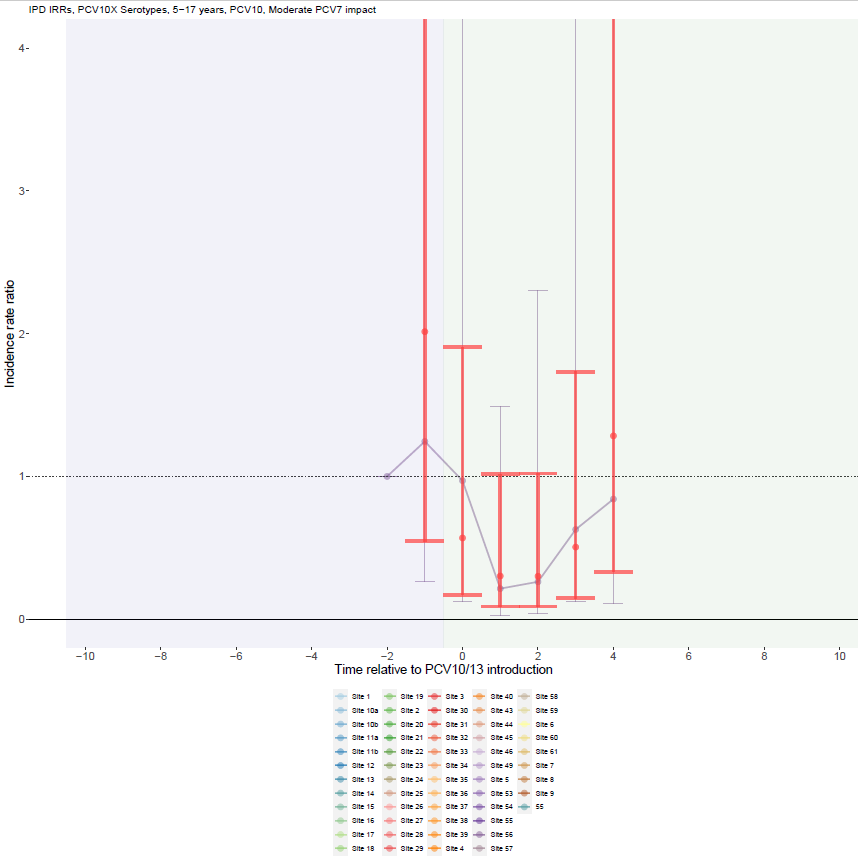 IPD IRRs, PCV10X Serotypes, 5−17 years, PCV10, Moderate PCV7 impact
Incidence rate ratio
4
3
2
1
0
−10 −8 −6 −4 −2 0 2 4 6 8 10
Time relative to PCV10/13 introduction
Site 1 Site 19 Site 3 Site 40 Site 58
Site 10a Site 2 Site 30 Site 43 Site 59
Site 10b Site 20 Site 31 Site 44 Site 6
Site 11a Site 21 Site 32 Site 45 Site 60
Site 11b Site 22 Site 33 Site 46 Site 61
Site 12 Site 23 Site 34 Site 49 Site 7
Site 13 Site 24 Site 35 Site 5 Site 8
Site 14 Site 25 Site 36 Site 53 Site 9
Site 15 Site 26 Site 37 Site 54 55
Site 16 Site 27 Site 38 Site 55
Site 17 Site 28 Site 39 Site 56
Site 18 Site 29 Site 4 Site 57